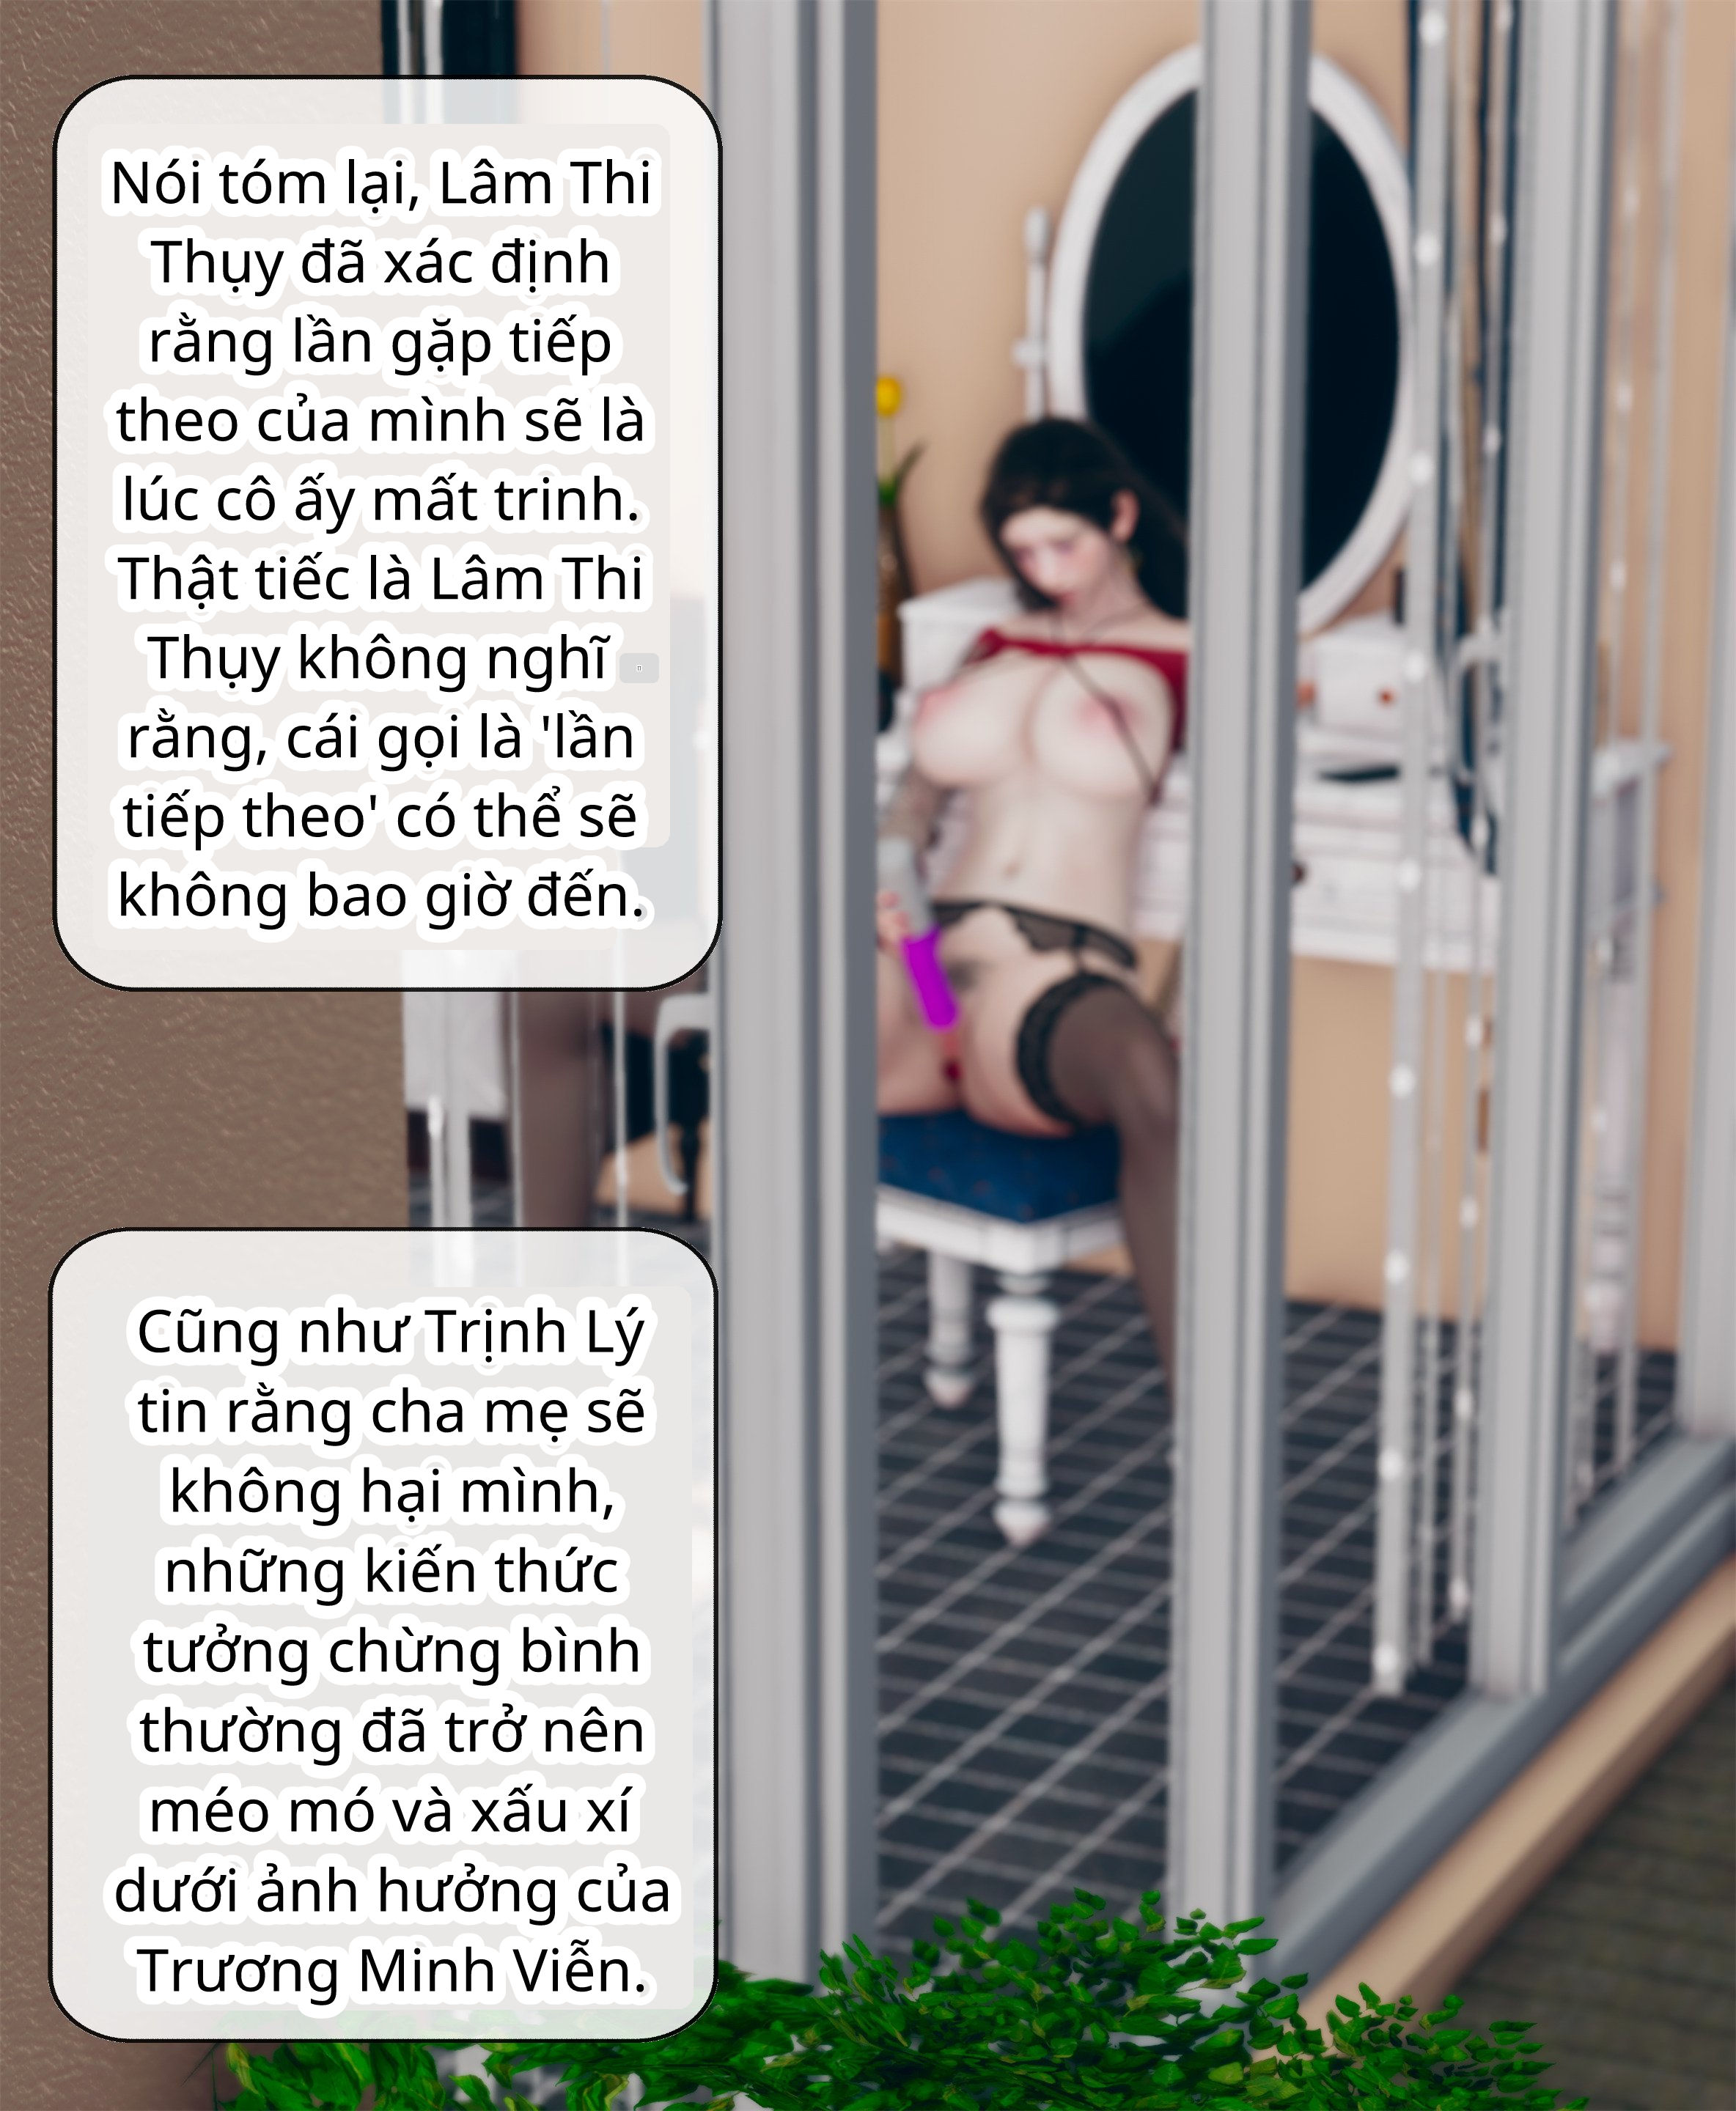 Nói tóm lại, Lâm Thi
Thụy đã xác định
rằng lần gặp tiếp
theo của mình sẽ là
lúc cô ấy mất trinh.
Thật tiếc là Lâm Thi
Thụy không nghĩ
rằng, cái gọi là 'lần
tiếp theo' có thể sẽ
không bao giờ đến.
Cũng như Trịnh Lý
tin rằng cha mẹ sẽ
không hại mình,
những kiến thức
tưởng chừng bình
thường đã trở nên
méo mó và xấu xí
dưới ảnh hưởng của
Trương Minh Viễn.